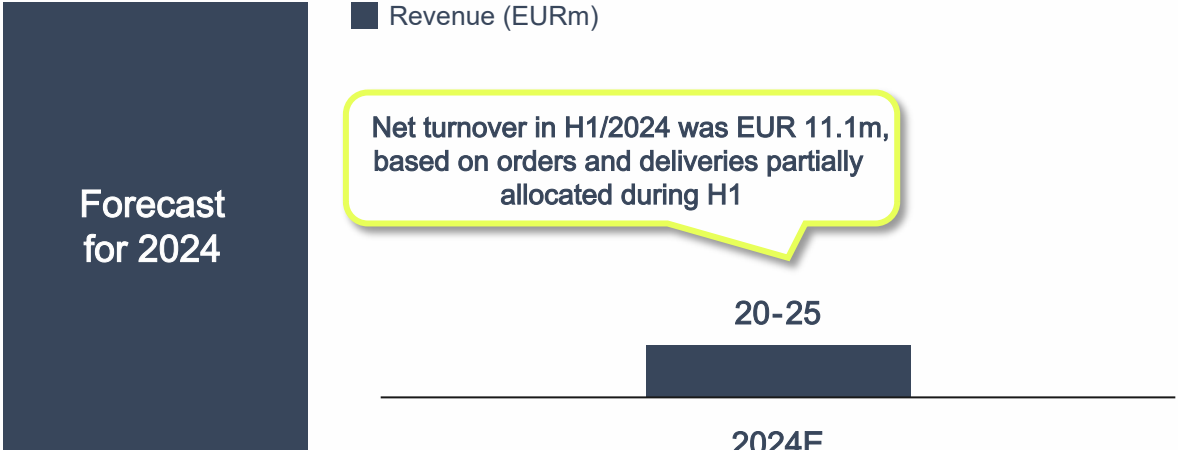 Revenue (EURm)
Net turnover in H1/2024 was EUR 11.1m,
based on orders and deliveries partially
allocated during H1
Forecast
for 2024
20-25
2024E